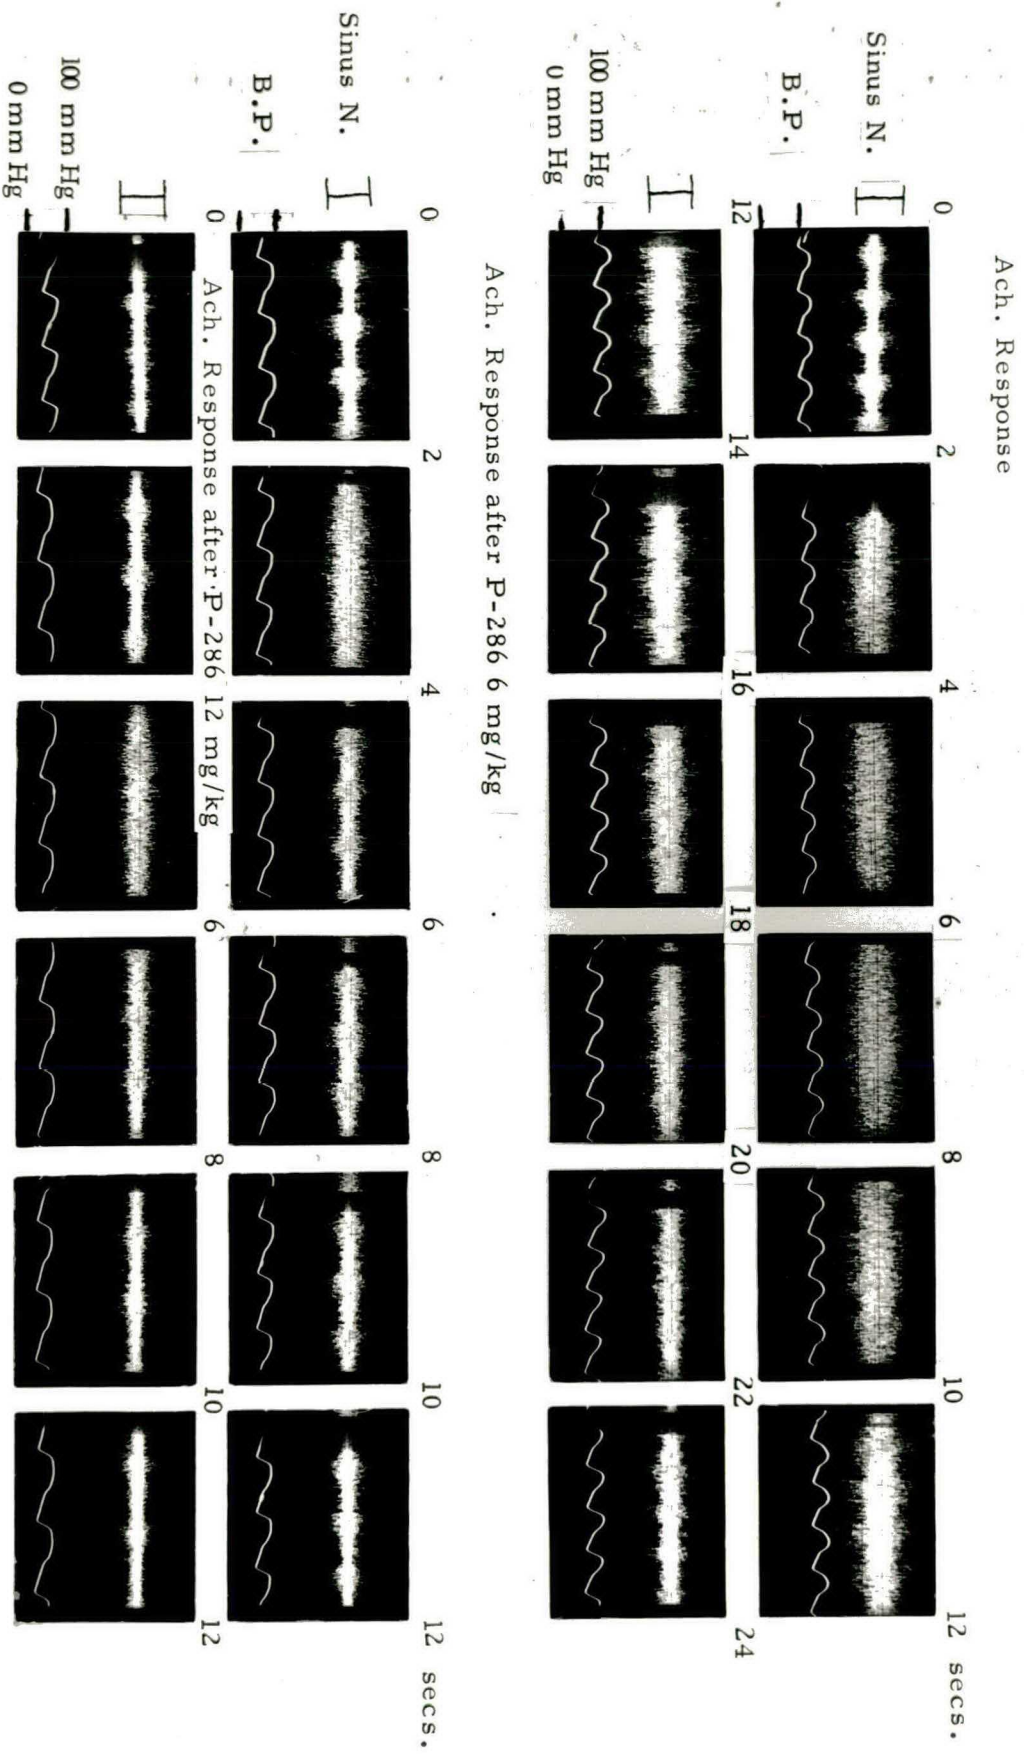 Ach. Response
0 2 4 6 8 10 12 secs.
Sinus N.
B.P.
12 14 16 18 20 22 24
100 mm Hg
0 mm Hg
Ach. Response after P-286 6 mg/kg
0 2 4 6 8 10 12 secs.
Sinus N.
B.P.
Ach. Response after P-286 12 mg/kg
0 6 8 10 12
100 mm Hg
0 mm Hg